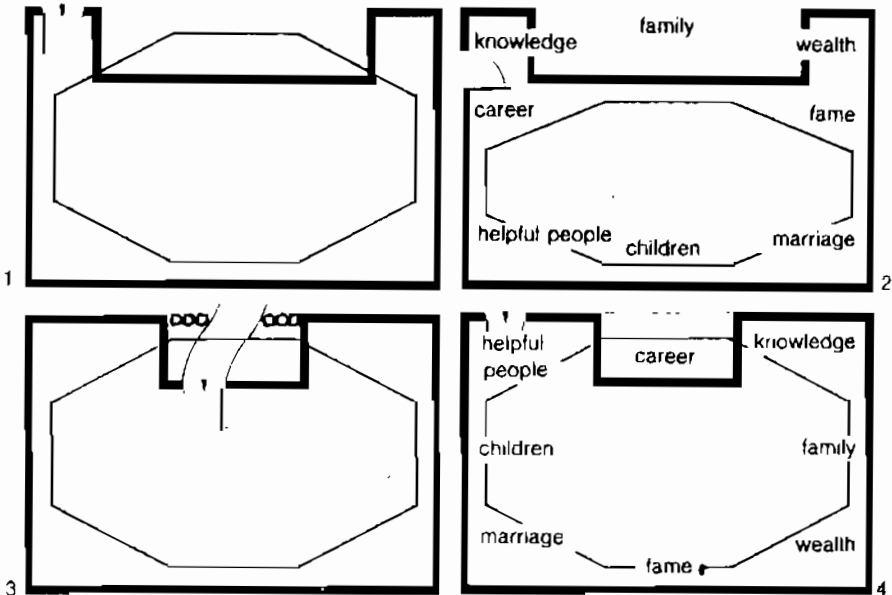 family
knowledge
wealth
career
fame
helpful people
children
marriage
1
2
helpful people
career
knowledge
children
family
marriage
wealth
fame
3
4